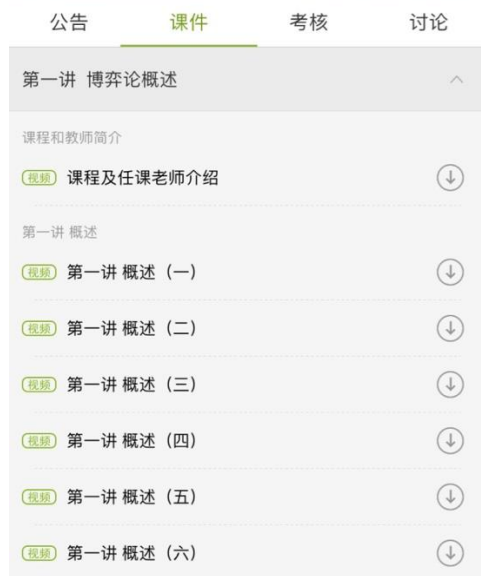 公告 课件 考核 讨论
第一讲 博弈论概述
课程和教师简介
视频 课程及任课老师介绍
第一讲 概述
视频 第一讲 概述（一）
视频 第一讲 概述（二）
视频 第一讲 概述（三）
视频 第一讲 概述（四）
视频 第一讲 概述（五）
视频 第一讲 概述（六）